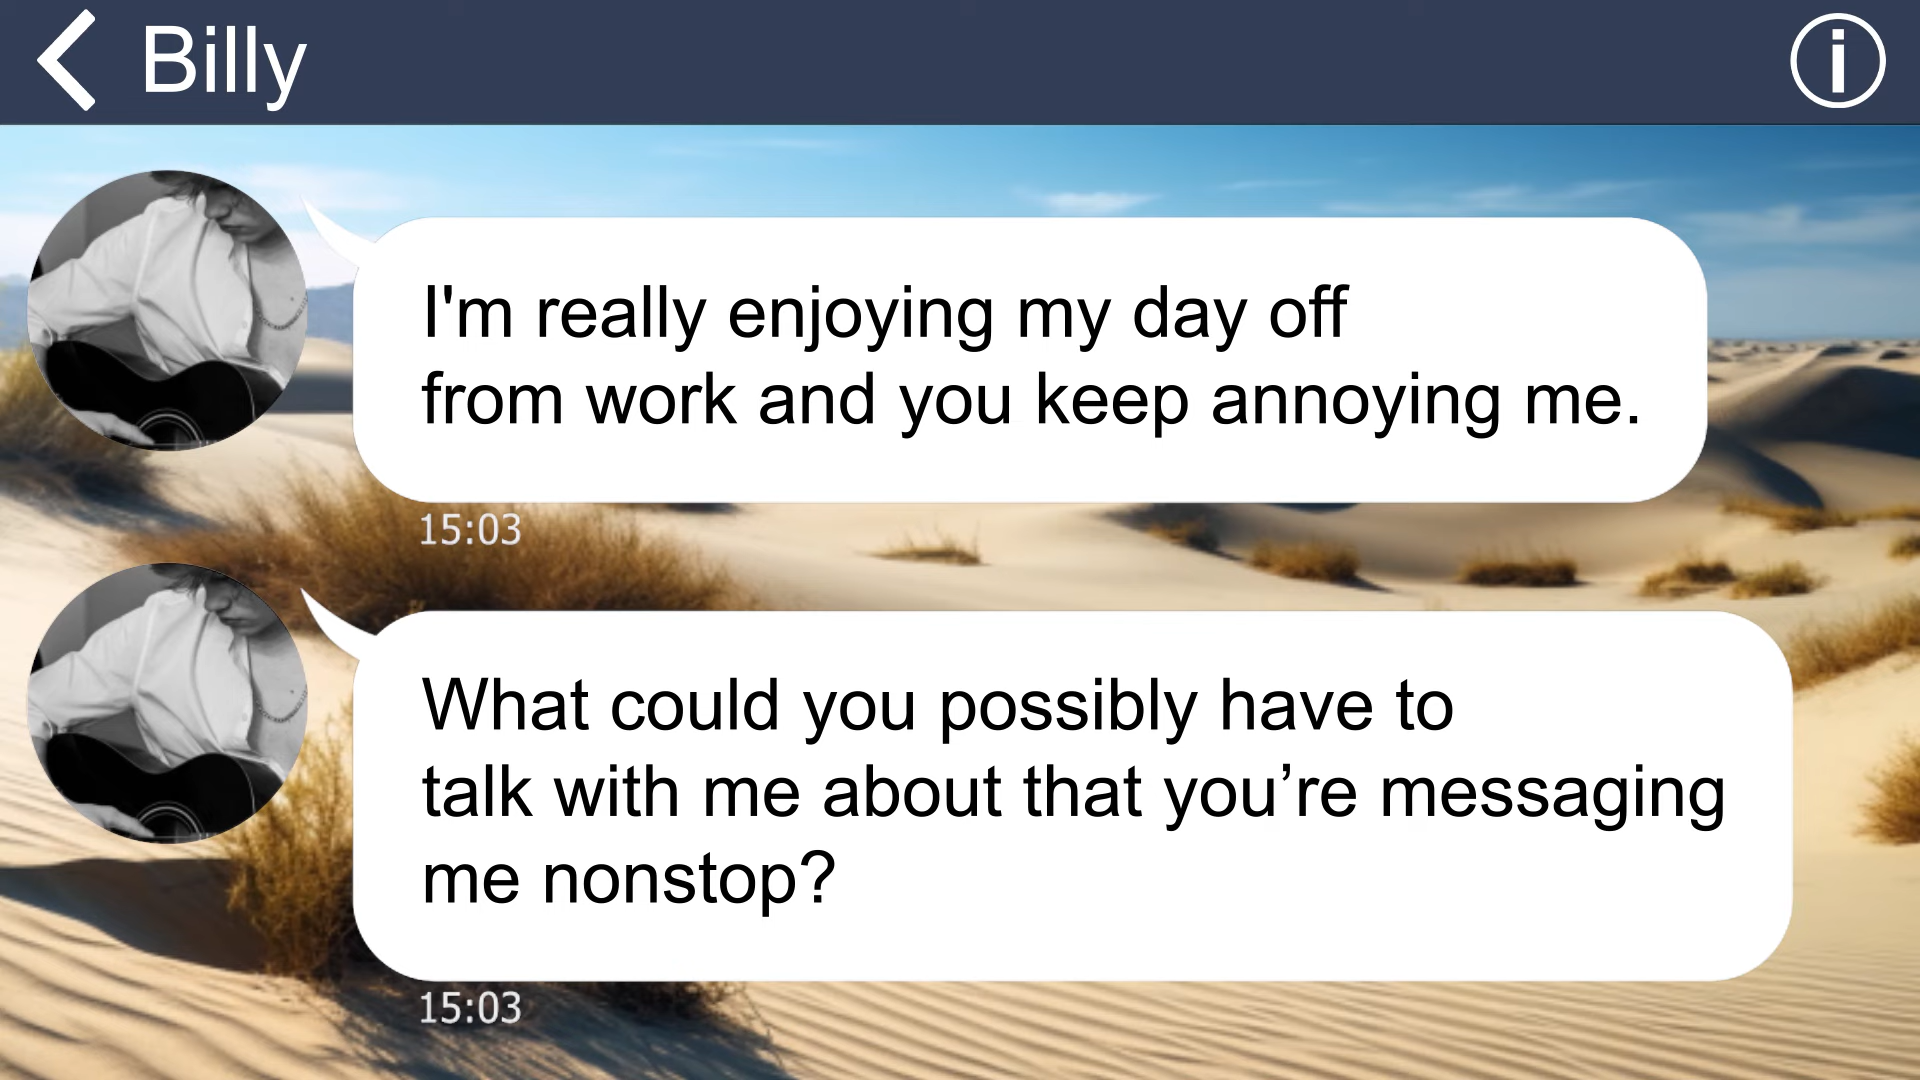 Billy
I'm really enjoying my day off
from work and you keep annoying me.
15:03
What could you possibly have to
talk with me about that you’re messaging
me nonstop?
15:03